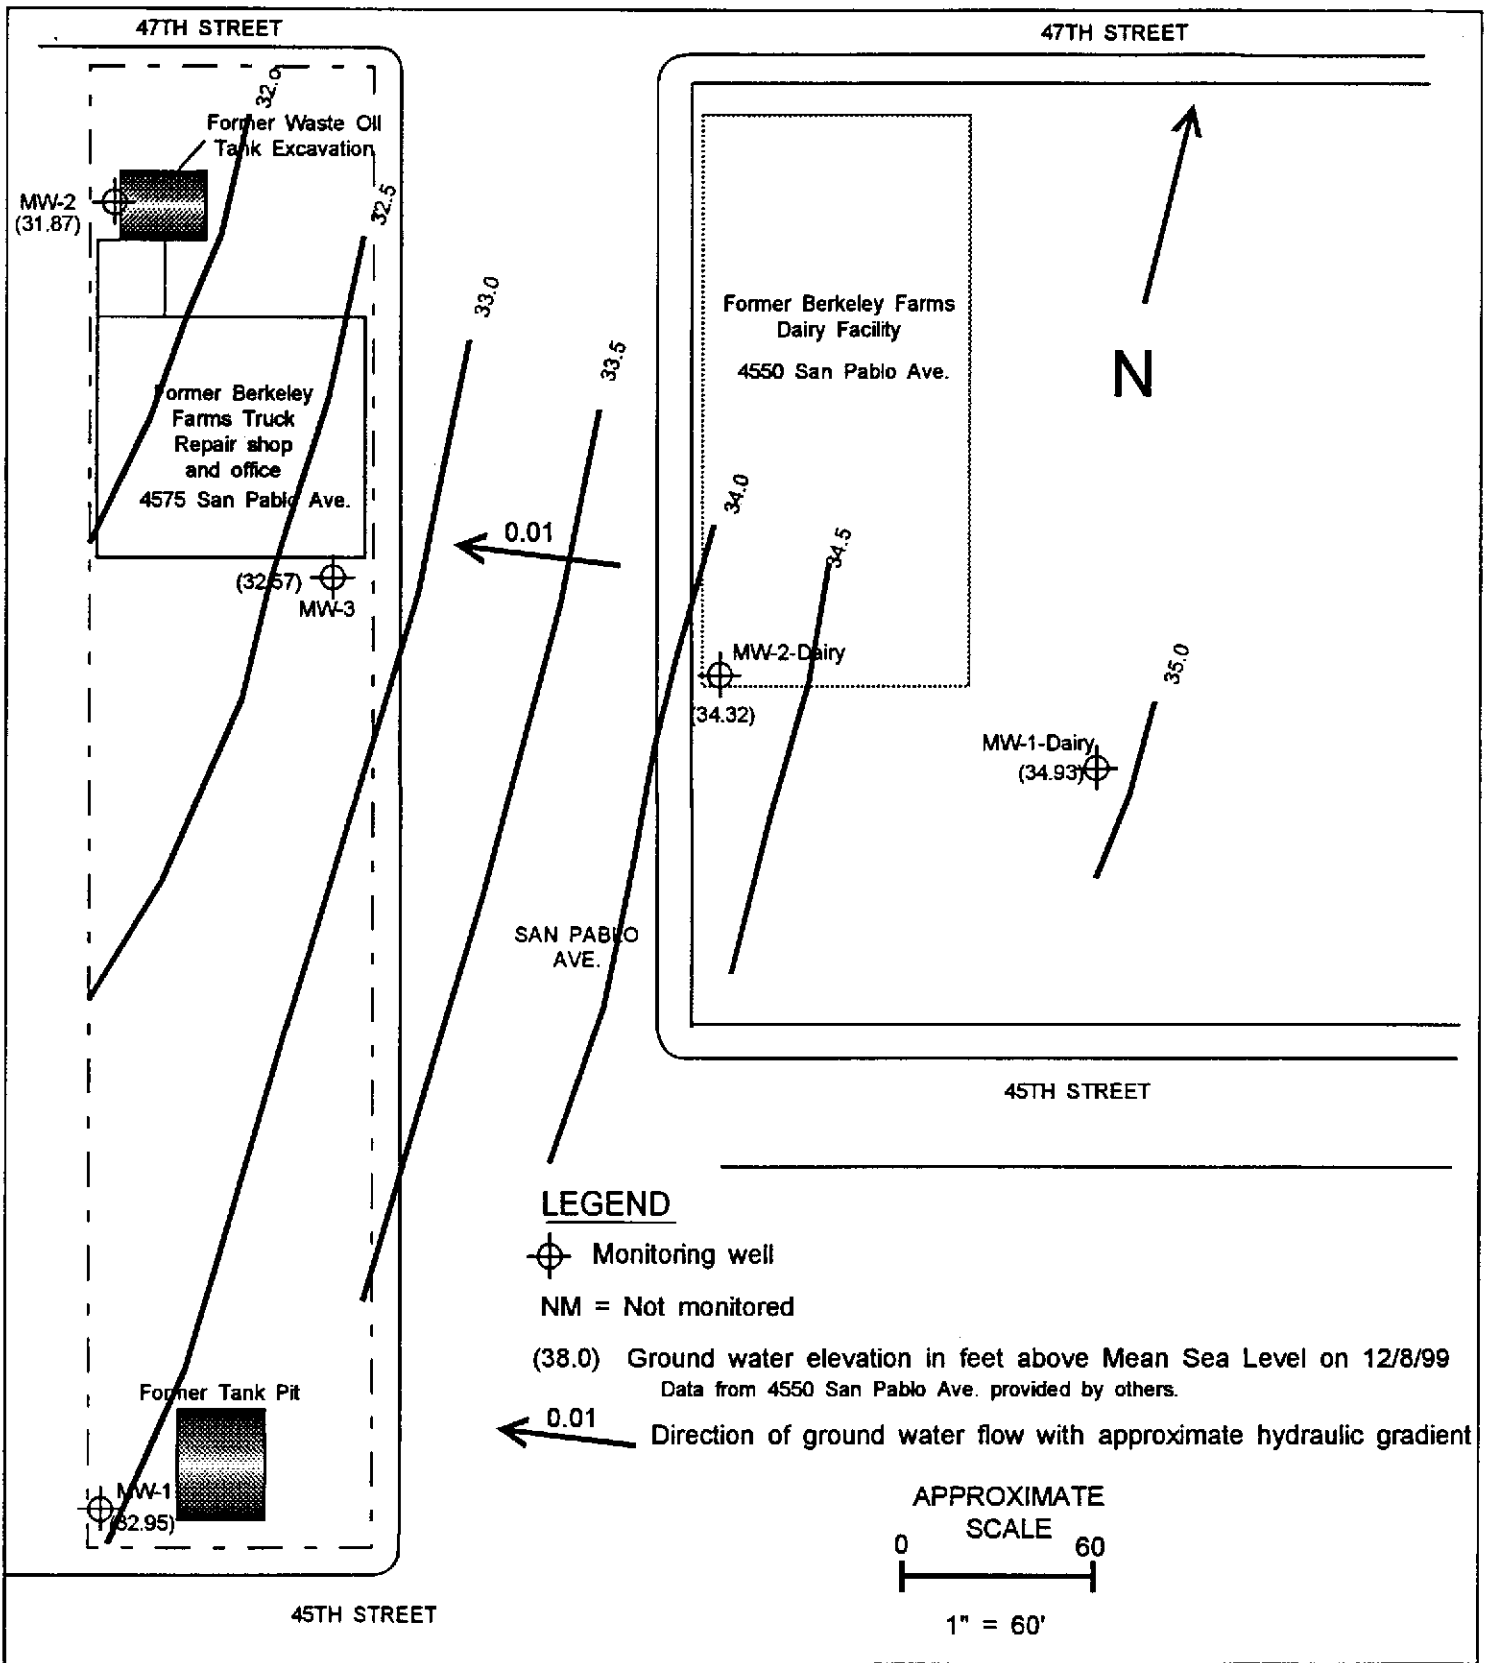 47TH STREET
47TH STREET
32.0
Former Waste Oil
Tank Excavation
MW-2
(31.87)
32.5
33.0
33.5
Former Berkeley Farms
Dairy Facility
4550 San Pablo Ave.
N
Former Berkeley
Farms Truck
Repair shop
and office
4575 San Pablo Ave.
34.0
34.5
0.01
(32.57)
MW-3
MW-2-Dairy
(34.32)
35.0
MW-1-Dairy
(34.93)
SAN PABLO
AVE.
45TH STREET
LEGEND
Monitoring well
NM = Not monitored
(38.0) Ground water elevation in feet above Mean Sea Level on 12/8/99
Data from 4550 San Pablo Ave. provided by others.
0.01
Direction of ground water flow with approximate hydraulic gradient
Former Tank Pit
MW-1
(32.95)
APPROXIMATE
SCALE
0 60
1" = 60'
45TH STREET